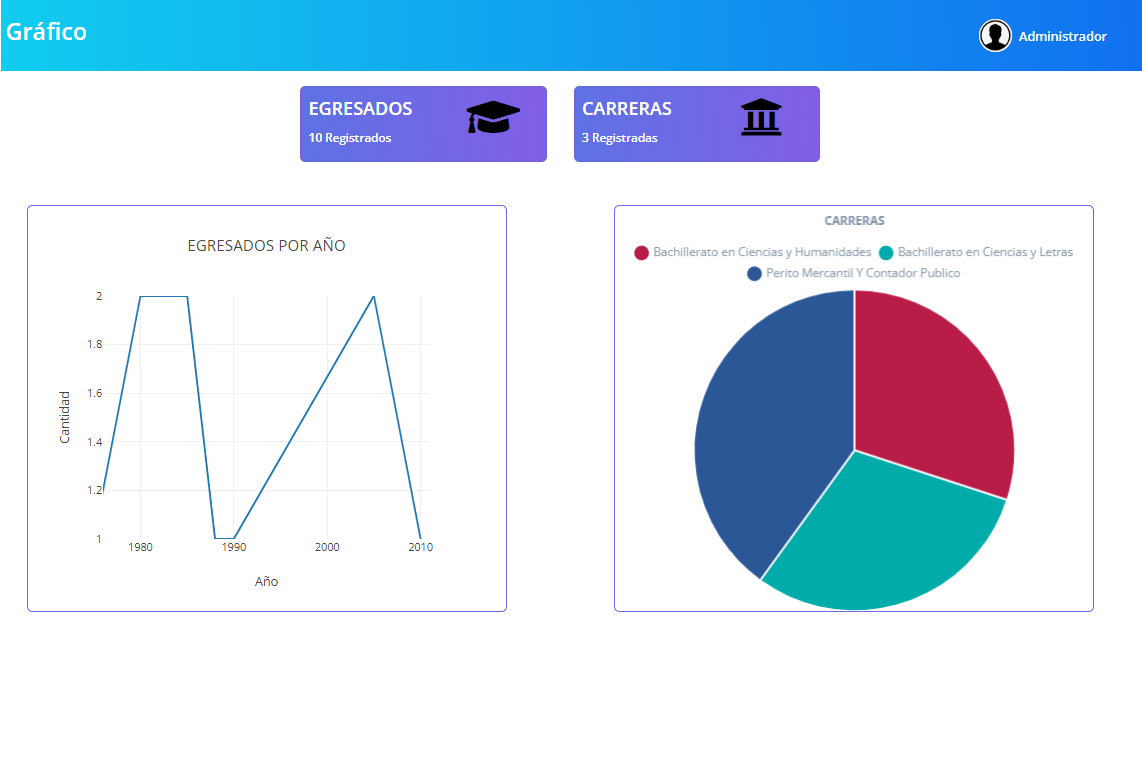 Gráfico
Administrador
EGRESADOS
10 Registrados
CARRERAS
3 Registradas
EGRESADOS POR AÑO
2
1.8
1.6
1.4
1.2
1
Cantidad
1980 1990 2000 2010
Año
CARRERAS
Bachillerato en Ciencias y Humanidades Bachillerato en Ciencias y Letras
Perito Mercantil Y Contador Publico